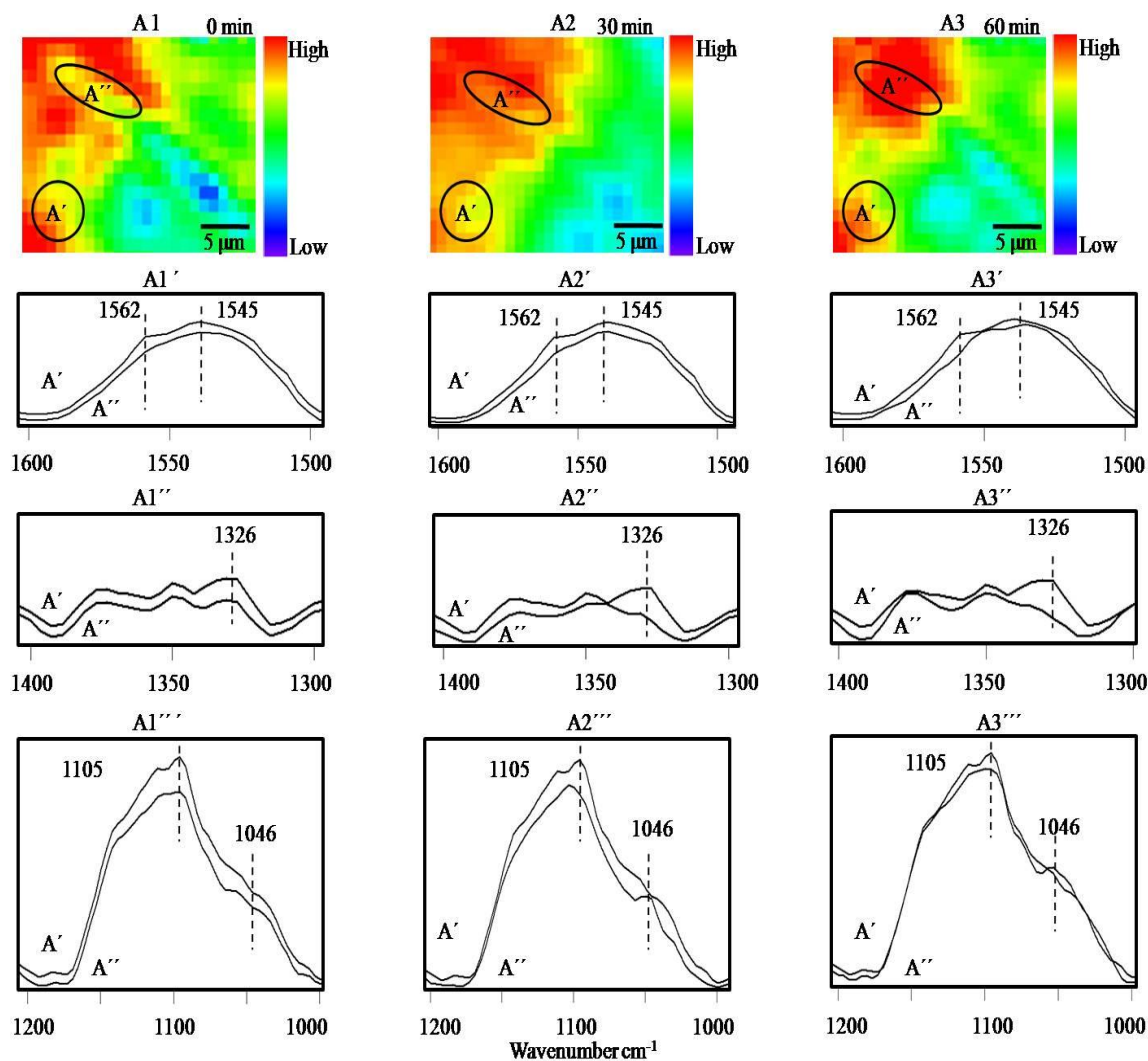 A1 0 min
High
A´´
A´
5 µm
Low
A2 30 min
High
A´´
A´
5 µm
Low
A3 60 min
High
A´´
A´
5 µm
Low
A1´
1562 1545
A´
A´´
1600 1550 1500
A2´
1562 1545
A´
A´´
1600 1550 1500
A3´
1562 1545
A´
A´´
1600 1550 1500
A1´´
1326
A´
A´´
1400 1350 1300
A2´´
1326
A´
A´´
1400 1350 1300
A3´´
1326
A´
A´´
1400 1350 1300
A1´´´
1105
1046
A´
A´´
1200 1100 1000
A2´´´
1105
1046
A´
A´´
1200 1100 1000
A3´´´
1105
1046
A´
A´´
1200 1100 1000
Wavenumber cm-1